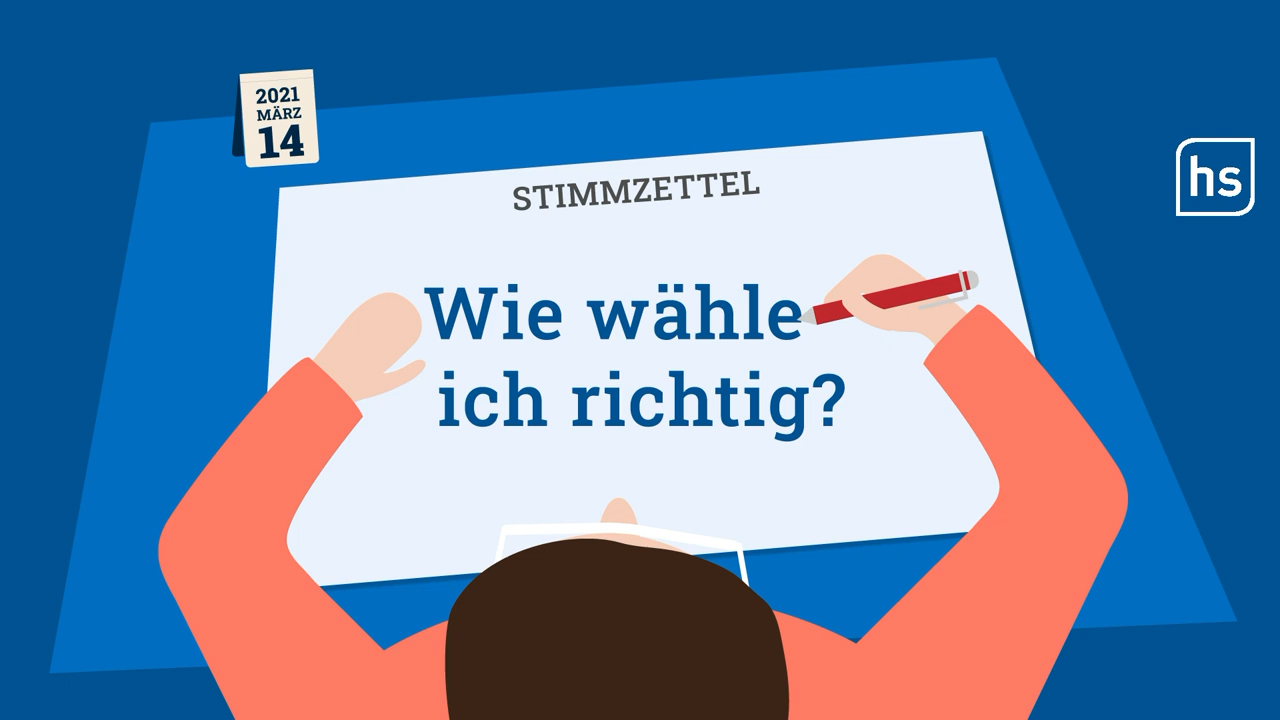 2021
MÄRZ
14
STIMMZETTEL
hs
Wie wähle
ich richtig?